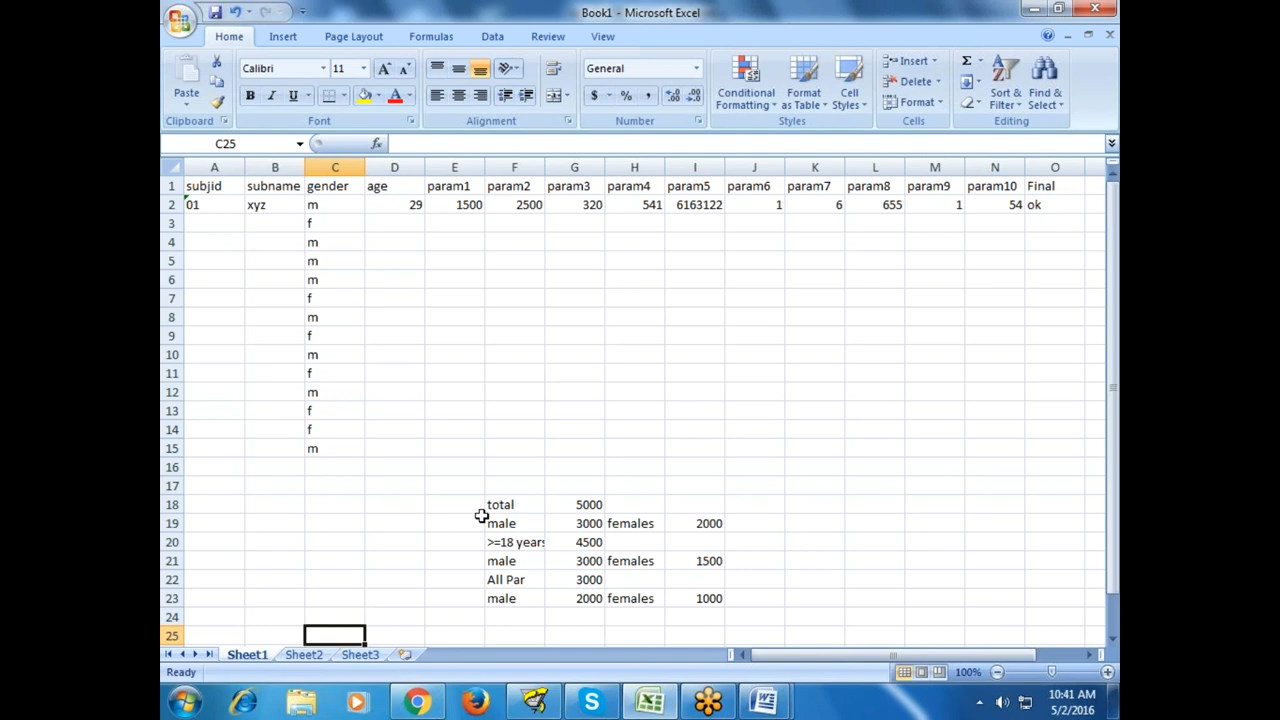 Book1 - Microsoft Excel
Home Insert Page Layout Formulas Data Review View
Calibri 11 A A General Σ Insert
Delete
Paste B I U A $ % , Conditional Formatting Format as Table Cell Styles Format Sort & Filter Find & Select
Clipboard Font Alignment Number Styles Cells Editing
C25 fx
A B C D E F G H I J K L M N O
1 subjid subname gender age param1 param2 param3 param4 param5 param6 param7 param8 param9 param10 Final
2 01 xyz m 29 1500 2500 320 541 6163122 1 6 655 1 54 ok
3 f
4 m
5 m
6 m
7 f
8 m
9 f
10 m
11 f
12 m
13 f
14 f
15 m
16
17
18 total 5000
19 male 3000 females 2000
20 >=18 years 4500
21 male 3000 females 1500
22 All Par 3000
23 male 2000 females 1000
24
25
Sheet1 Sheet2 Sheet3
Ready 100%
10:41 AM
5/2/2016